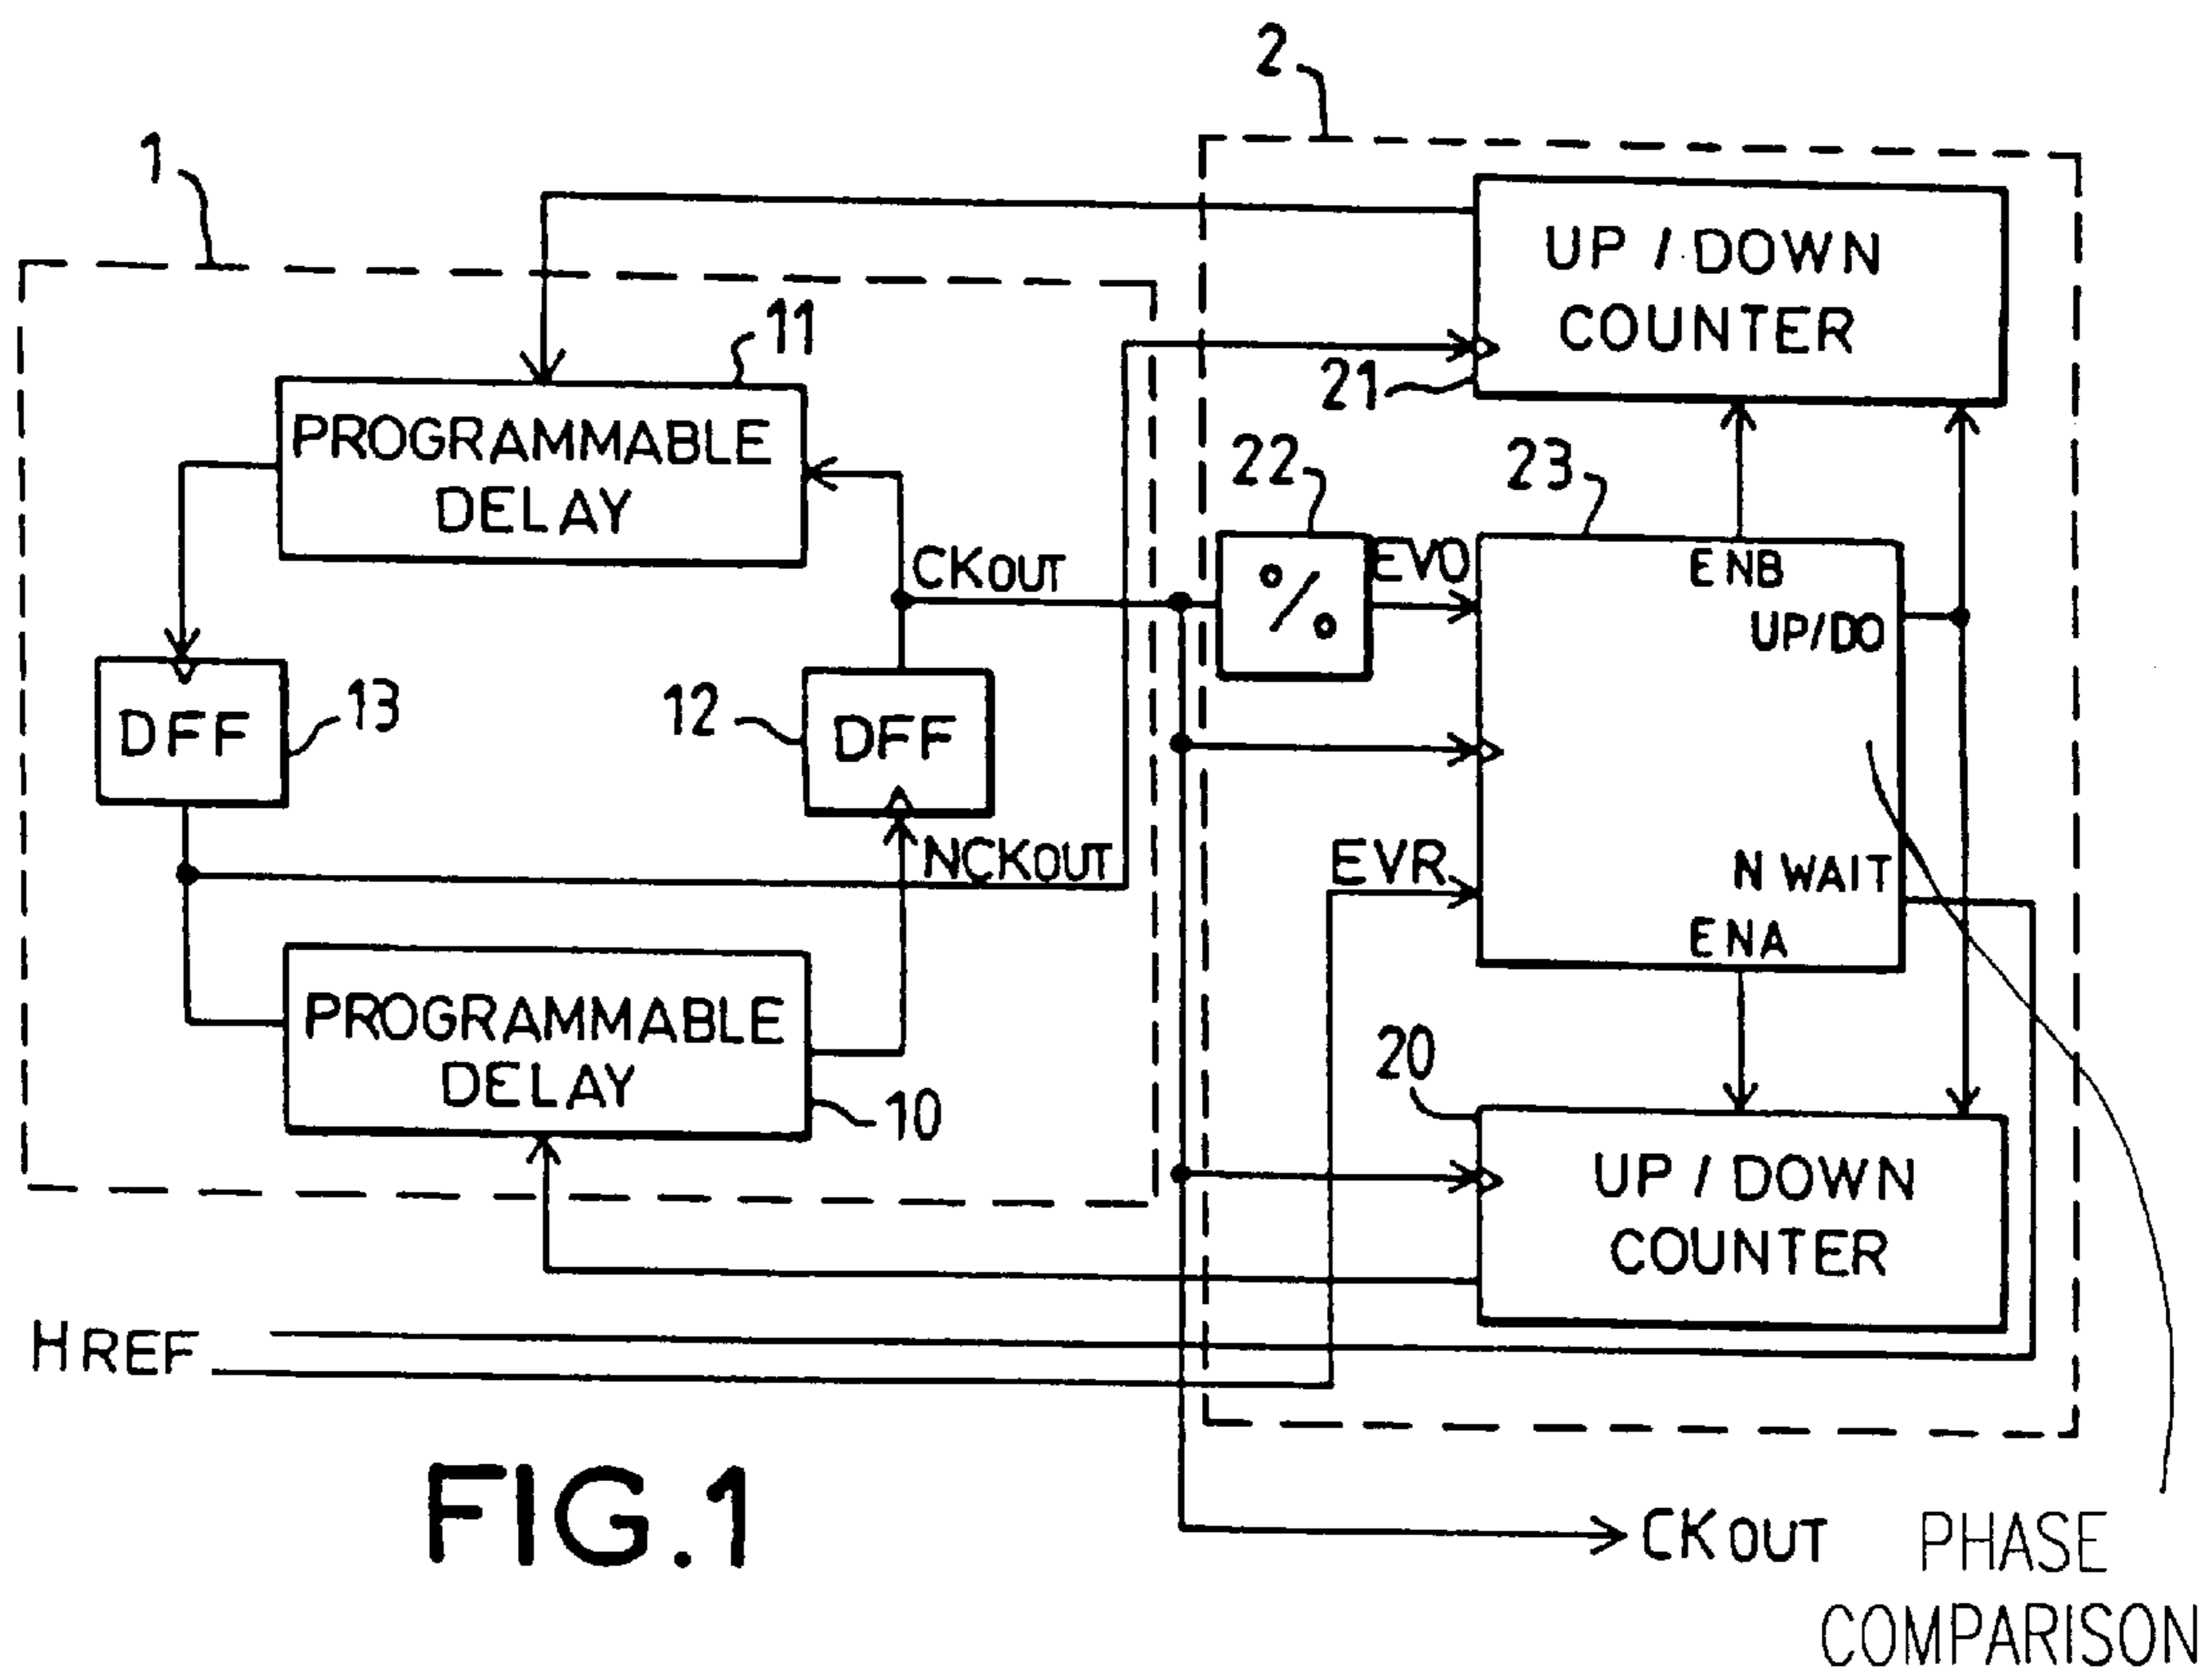 2
1
UP / DOWN
COUNTER
11
21
PROGRAMMABLE
DELAY
22
23
CKOUT
EVO
ENB
UP/DO
%
DFF
13
12
DFF
NCKOUT
EVR
N WAIT
ENA
PROGRAMMABLE
DELAY
10
20
UP / DOWN
COUNTER
HREF
FIG.1
CKOUT
PHASE
COMPARISON